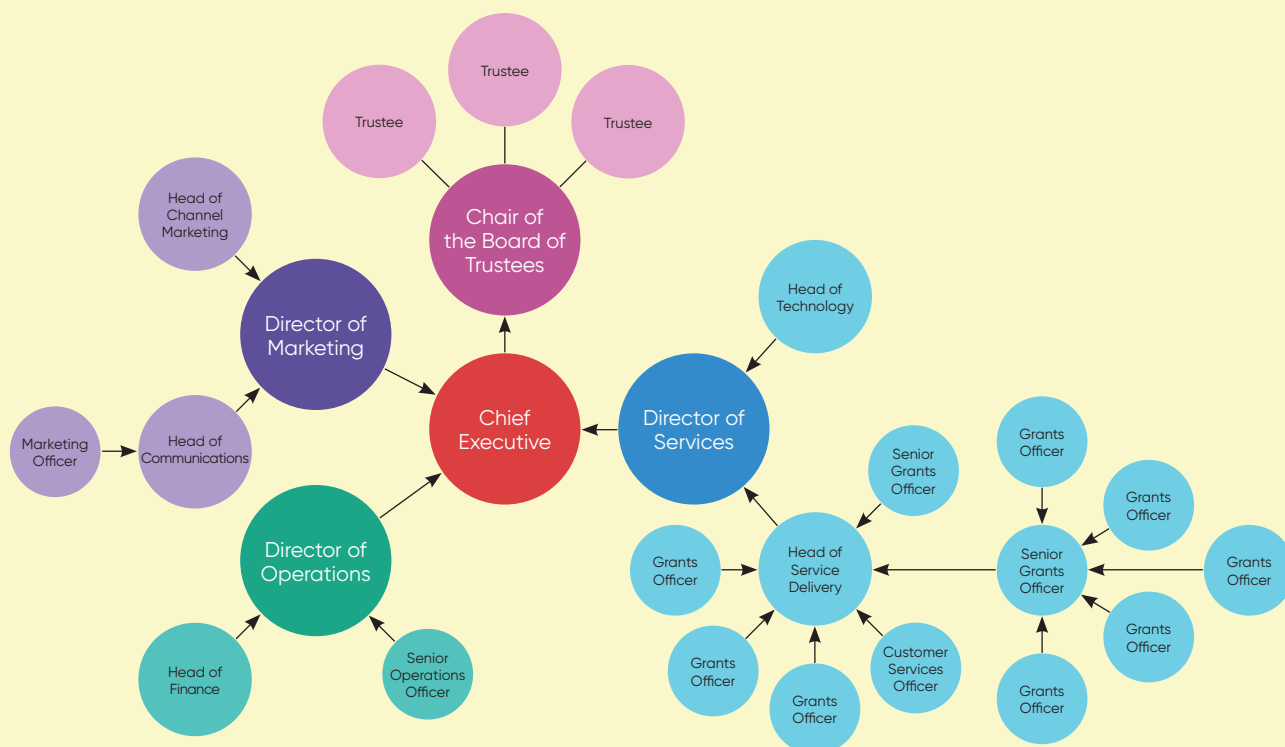 Trustee
Trustee
Trustee
Head of
Channel
Marketing
Chair of
the Board of
Trustees
Head of
Technology
Director of
Marketing
Chief
Executive
Director of
Services
Marketing
Officer
Head of
Communications
Senior
Grants
Officer
Grants
Officer
Grants
Officer
Director of
Operations
Grants
Officer
Head of
Service
Delivery
Senior
Grants
Officer
Grants
Officer
Head of
Finance
Senior
Operations
Officer
Grants
Officer
Grants
Officer
Customer
Services
Officer
Grants
Officer
Grants
Officer